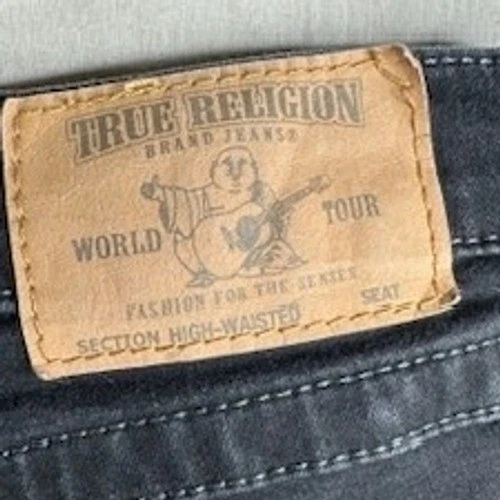 TRUE RELIGION
BRAND JEANS®
WORLD TOUR
FASHION FOR THE SENSES
SECTION HIGH-WAISTED SEAT